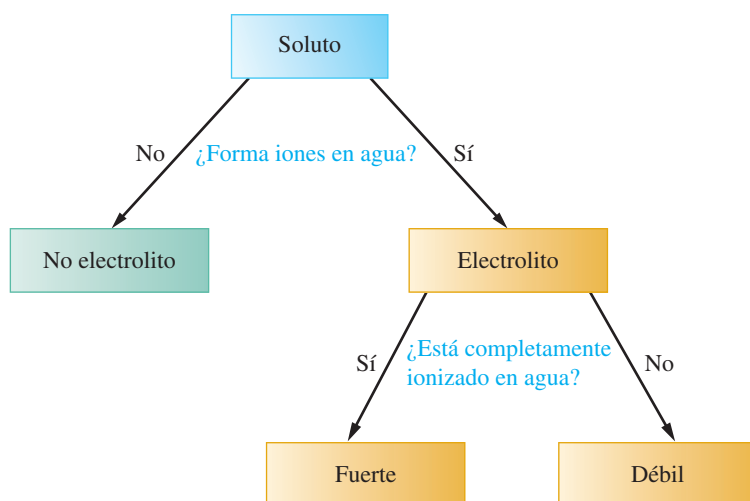 Soluto
No
¿Forma iones en agua?
Sí
No electrolito
Electrolito
Sí
¿Está completamente
ionizado en agua?
No
Fuerte
Débil